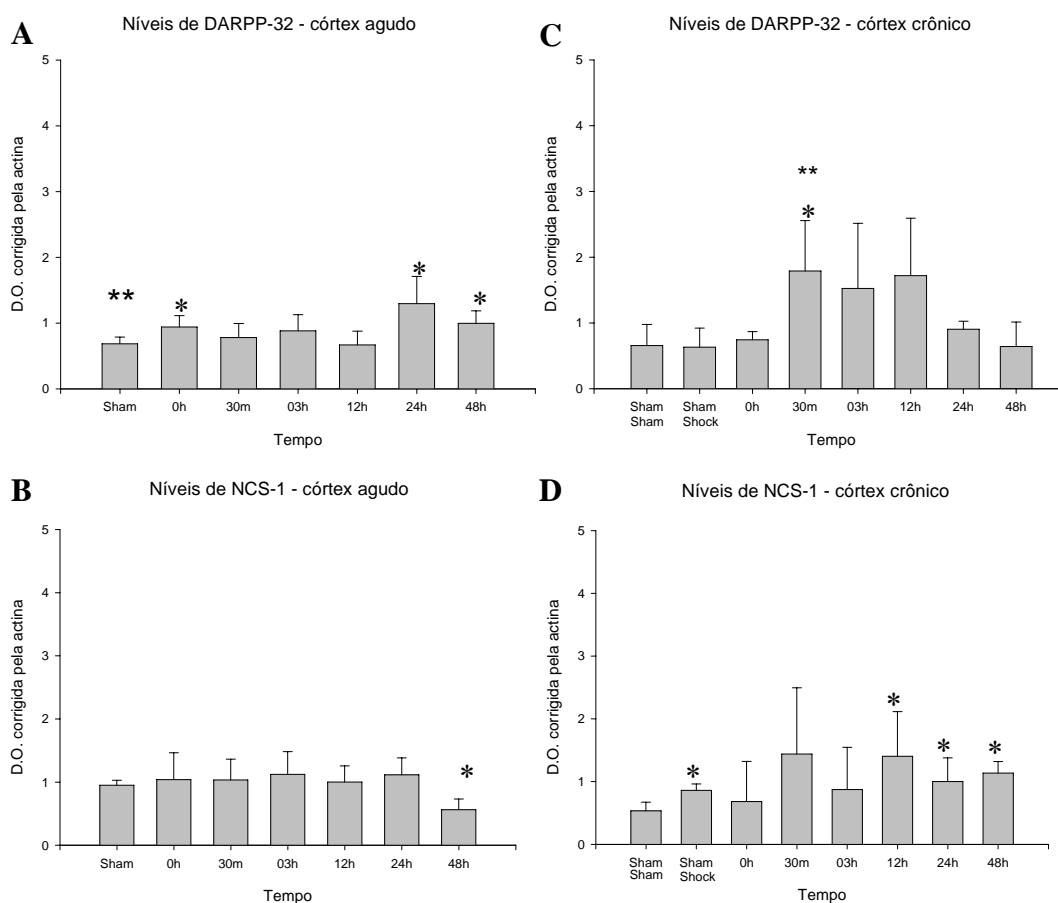 A
Níveis de DARPP-32 - córtex agudo
D.O. corrigida pela actina
5
4
3
2
1
0
** * * *
Sham 0h 30m 03h 12h 24h 48h
Tempo
C
Níveis de DARPP-32 - córtex crônico
D.O. corrigida pela actina
5
4
3
2
1
0
**
*
Sham Sham 0h 30m 03h 12h 24h 48h
Sham Shock
Tempo
B
Níveis de NCS-1 - córtex agudo
D.O. corrigida pela actina
5
4
3
2
1
0
*
Sham 0h 30m 03h 12h 24h 48h
Tempo
D
Níveis de NCS-1 - córtex crônico
D.O. corrigida pela actina
5
4
3
2
1
0
* * * *
Sham Sham 0h 30m 03h 12h 24h 48h
Sham Shock
Tempo